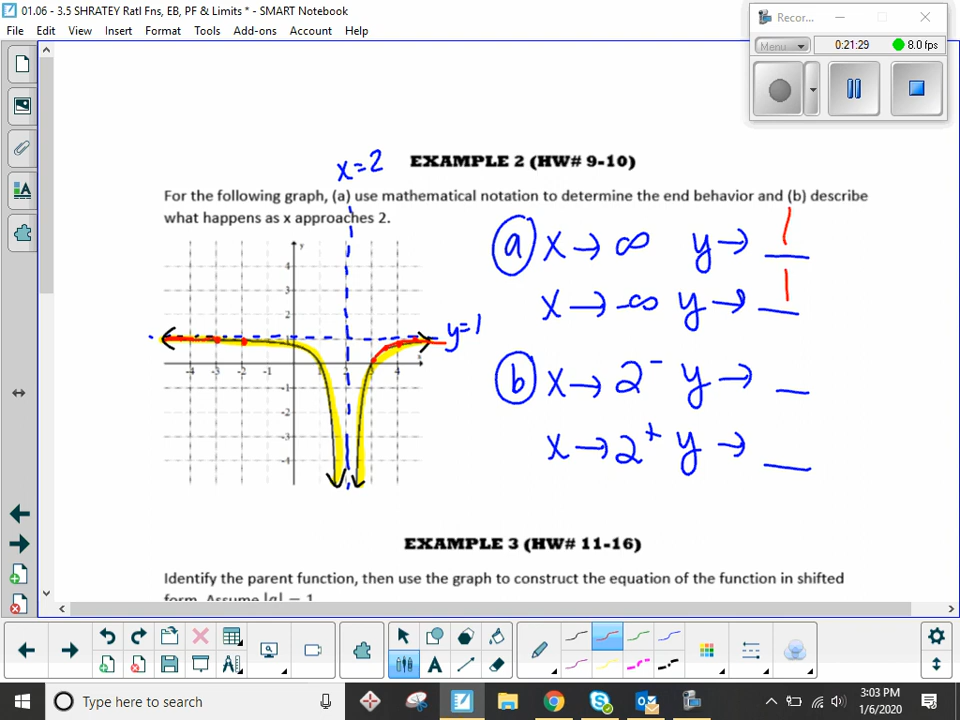 01.06 - 3.5 SHRATEY Ratl Fns, EB, PF & Limits * - SMART Notebook
File Edit View Insert Format Tools Add-ons Account Help
Recor...
Menu
0:21:29
8.0 fps
x=2
EXAMPLE 2 (HW# 9-10)
For the following graph, (a) use mathematical notation to determine the end behavior and (b) describe
what happens as x approaches 2.
a x→∞ y→ 1
x→-∞ y→ 1
b x→2⁻ y→ _
x→2⁺ y→ _
y
4
3
2
y=1
-4 -3 -2 -1 2 3 4
-1
-2
-3
-4
EXAMPLE 3 (HW# 11-16)
Identify the parent function, then use the graph to construct the equation of the function in shifted
form. Assume |a| = 1.
Type here to search
3:03 PM
1/6/2020